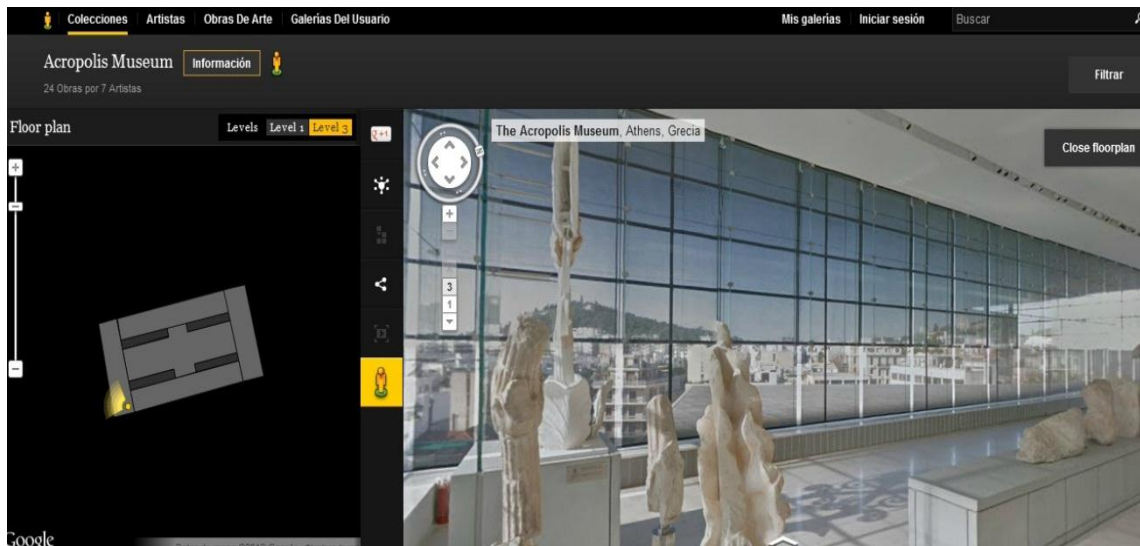 Colecciones Artistas Obras De Arte Galerías Del Usuario Mis galerías Iniciar sesión Buscar
Acropolis Museum Información
24 Obras por 7 Artistas
Filtrar
Floor plan Levels Level 1 Level 3
+1
The Acropolis Museum, Athens, Grecia
Close floorplan
3
1
Google